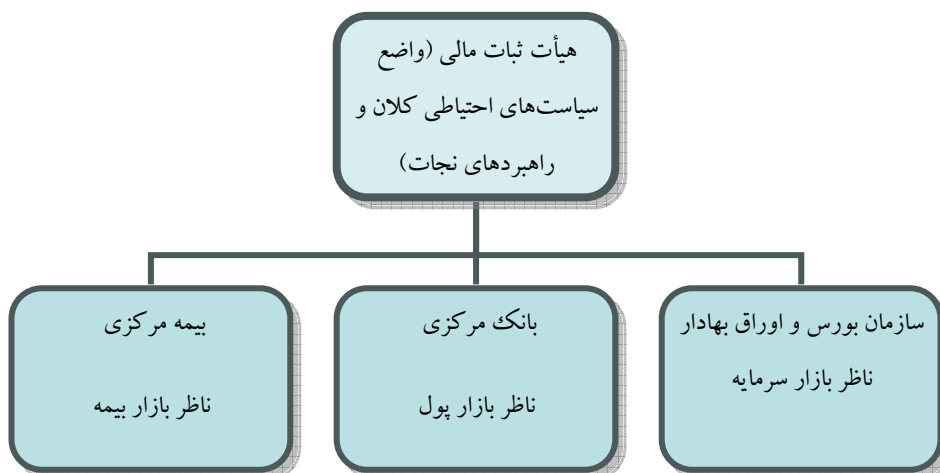 هیأت ثبات مالی (واضع
سیاست‌های احتیاطی کلان و
راهبردهای نجات)
سازمان بورس و اوراق بهادار
ناظر بازار سرمایه
بانک مرکزی
ناظر بازار پول
بیمه مرکزی
ناظر بازار بیمه